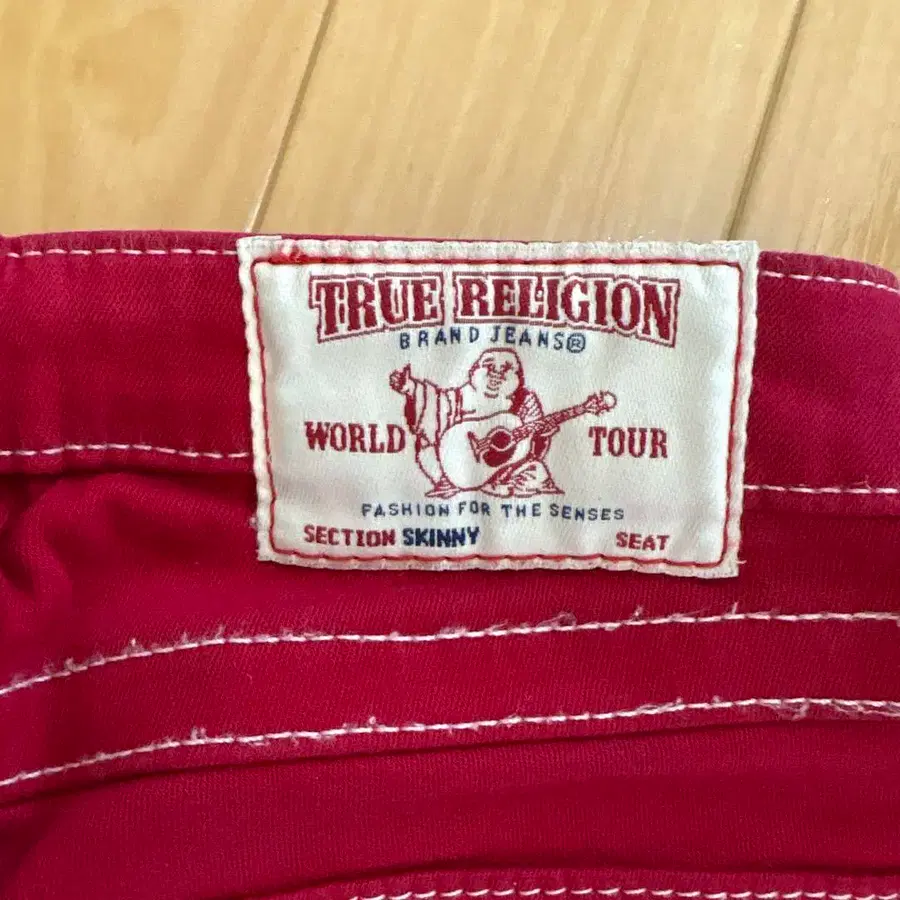 TRUE RELIGION
BRAND JEANS®
WORLD TOUR
FASHION FOR THE SENSES
SECTION SKINNY SEAT